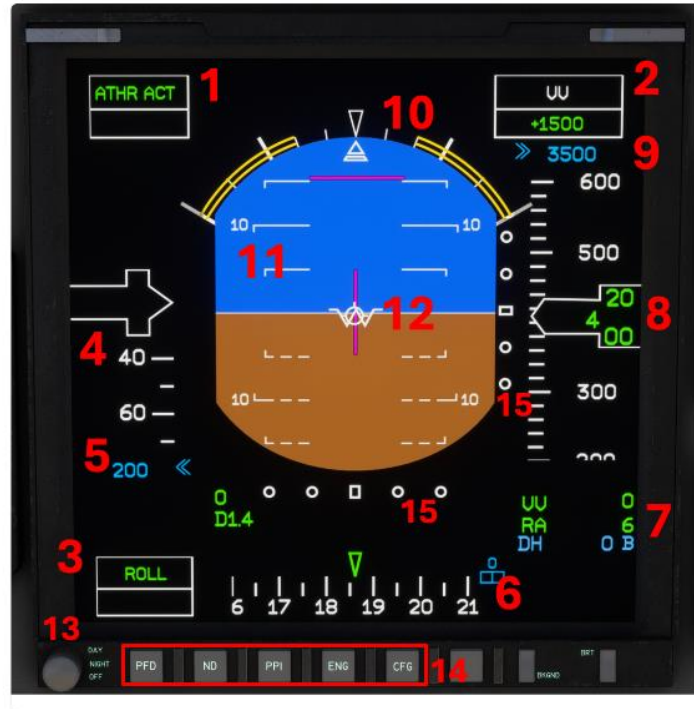 ATHR ACT
1
VV
+1500
2
3500
9
10
600
500
4
20
00
8
300
200
10
10
11
12
10
10
15
4
40
60
5
200
0
D1.4
15
VV 0
RA 6
DH 0 B
7
3
ROLL
0
6
6 17 18 19 20 21
13
DAY
NIGHT
OFF
PFD
ND
PPI
ENG
CFG
14
BKGND
BRT